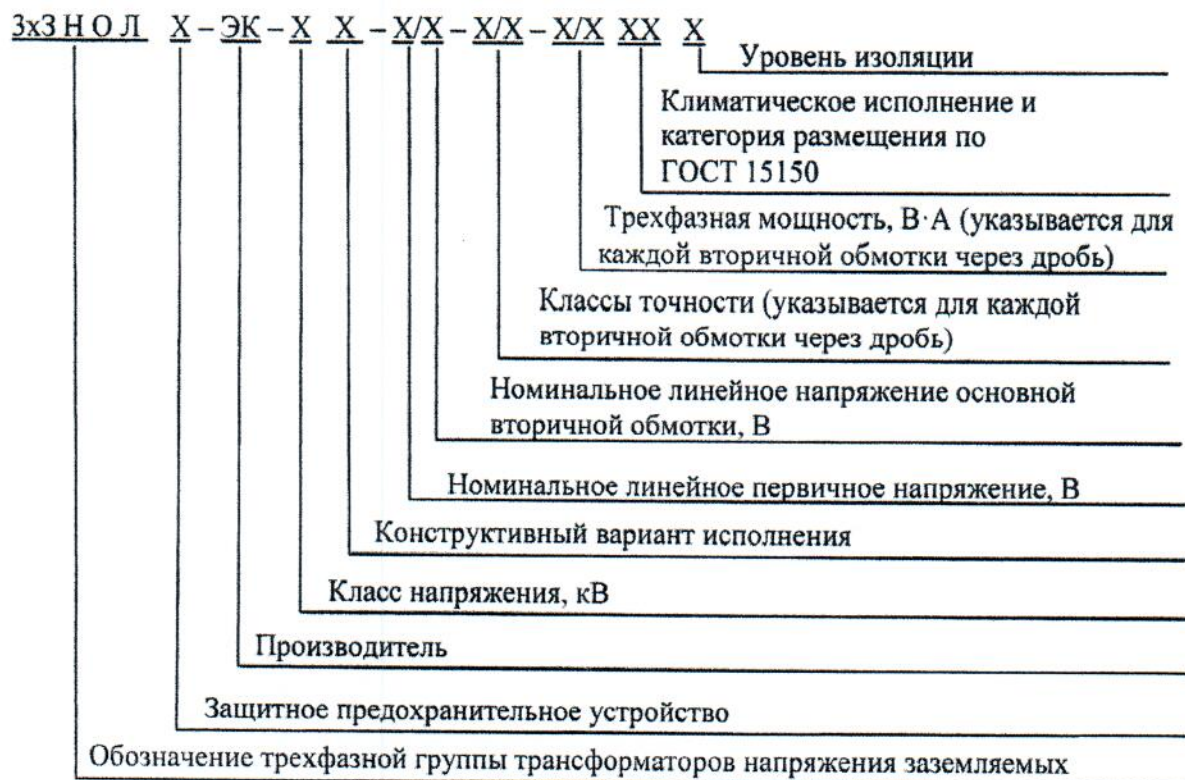 3х3 Н О Л Х – ЭК – Х Х – Х/Х – Х/Х – Х/Х ХХ Х
Уровень изоляции
Климатическое исполнение и
категория размещения по
ГОСТ 15150
Трехфазная мощность, В·А (указывается для
каждой вторичной обмотки через дробь)
Классы точности (указывается для каждой
вторичной обмотки через дробь)
Номинальное линейное напряжение основной
вторичной обмотки, В
Номинальное линейное первичное напряжение, В
Конструктивный вариант исполнения
Класс напряжения, кВ
Производитель
Защитное предохранительное устройство
Обозначение трехфазной группы трансформаторов напряжения заземляемых